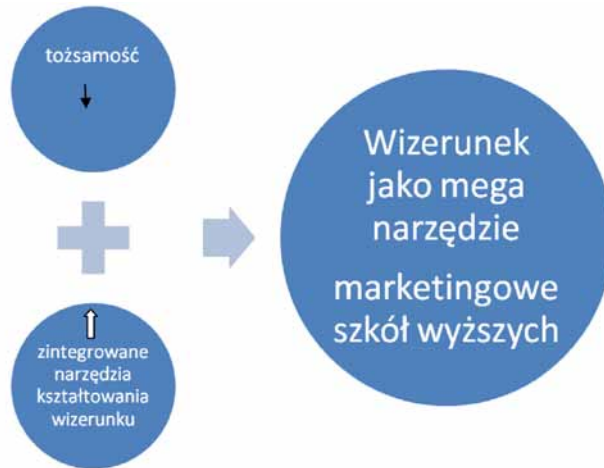 tożsamość
zintegrowane
narzędzia
kształtowania
wizerunku
Wizerunek
jako mega
narzędzie
marketingowe
szkół wyższych